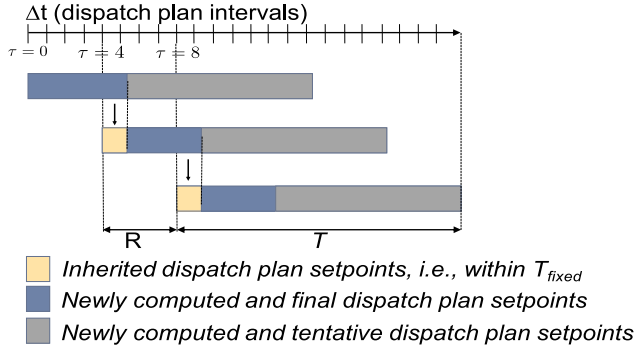 Δt (dispatch plan intervals)
τ = 0 τ = 4 τ = 8
R T
Inherited dispatch plan setpoints, i.e., within T_fixed
Newly computed and final dispatch plan setpoints
Newly computed and tentative dispatch plan setpoints